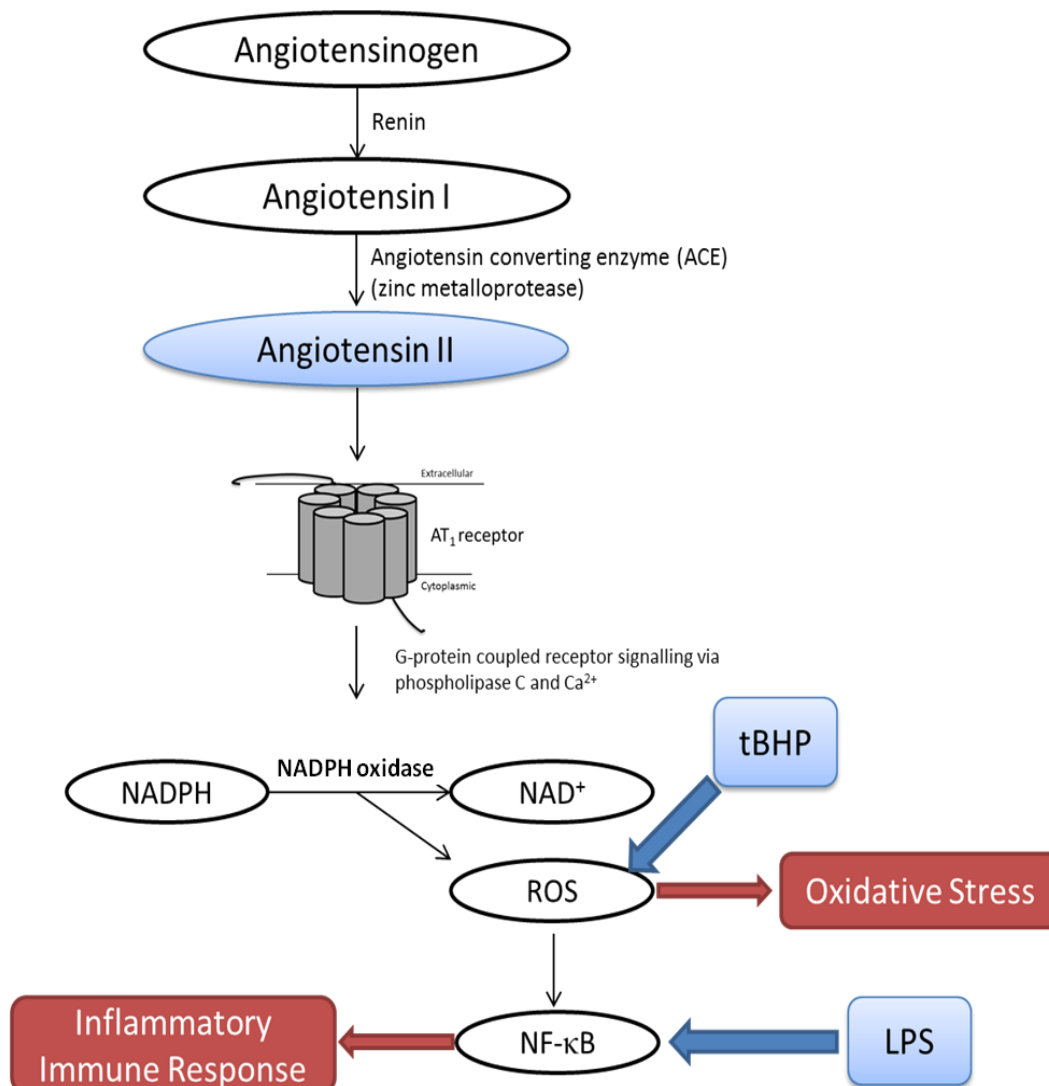 Angiotensinogen
Renin
Angiotensin I
Angiotensin converting enzyme (ACE)
(zinc metalloprotease)
Angiotensin II
Extracellular
AT₁ receptor
Cytoplasmic
G-protein coupled receptor signalling via
phospholipase C and Ca²⁺
tBHP
NADPH oxidase
NADPH
NAD⁺
ROS
Oxidative Stress
Inflammatory
Immune Response
NF-κB
LPS